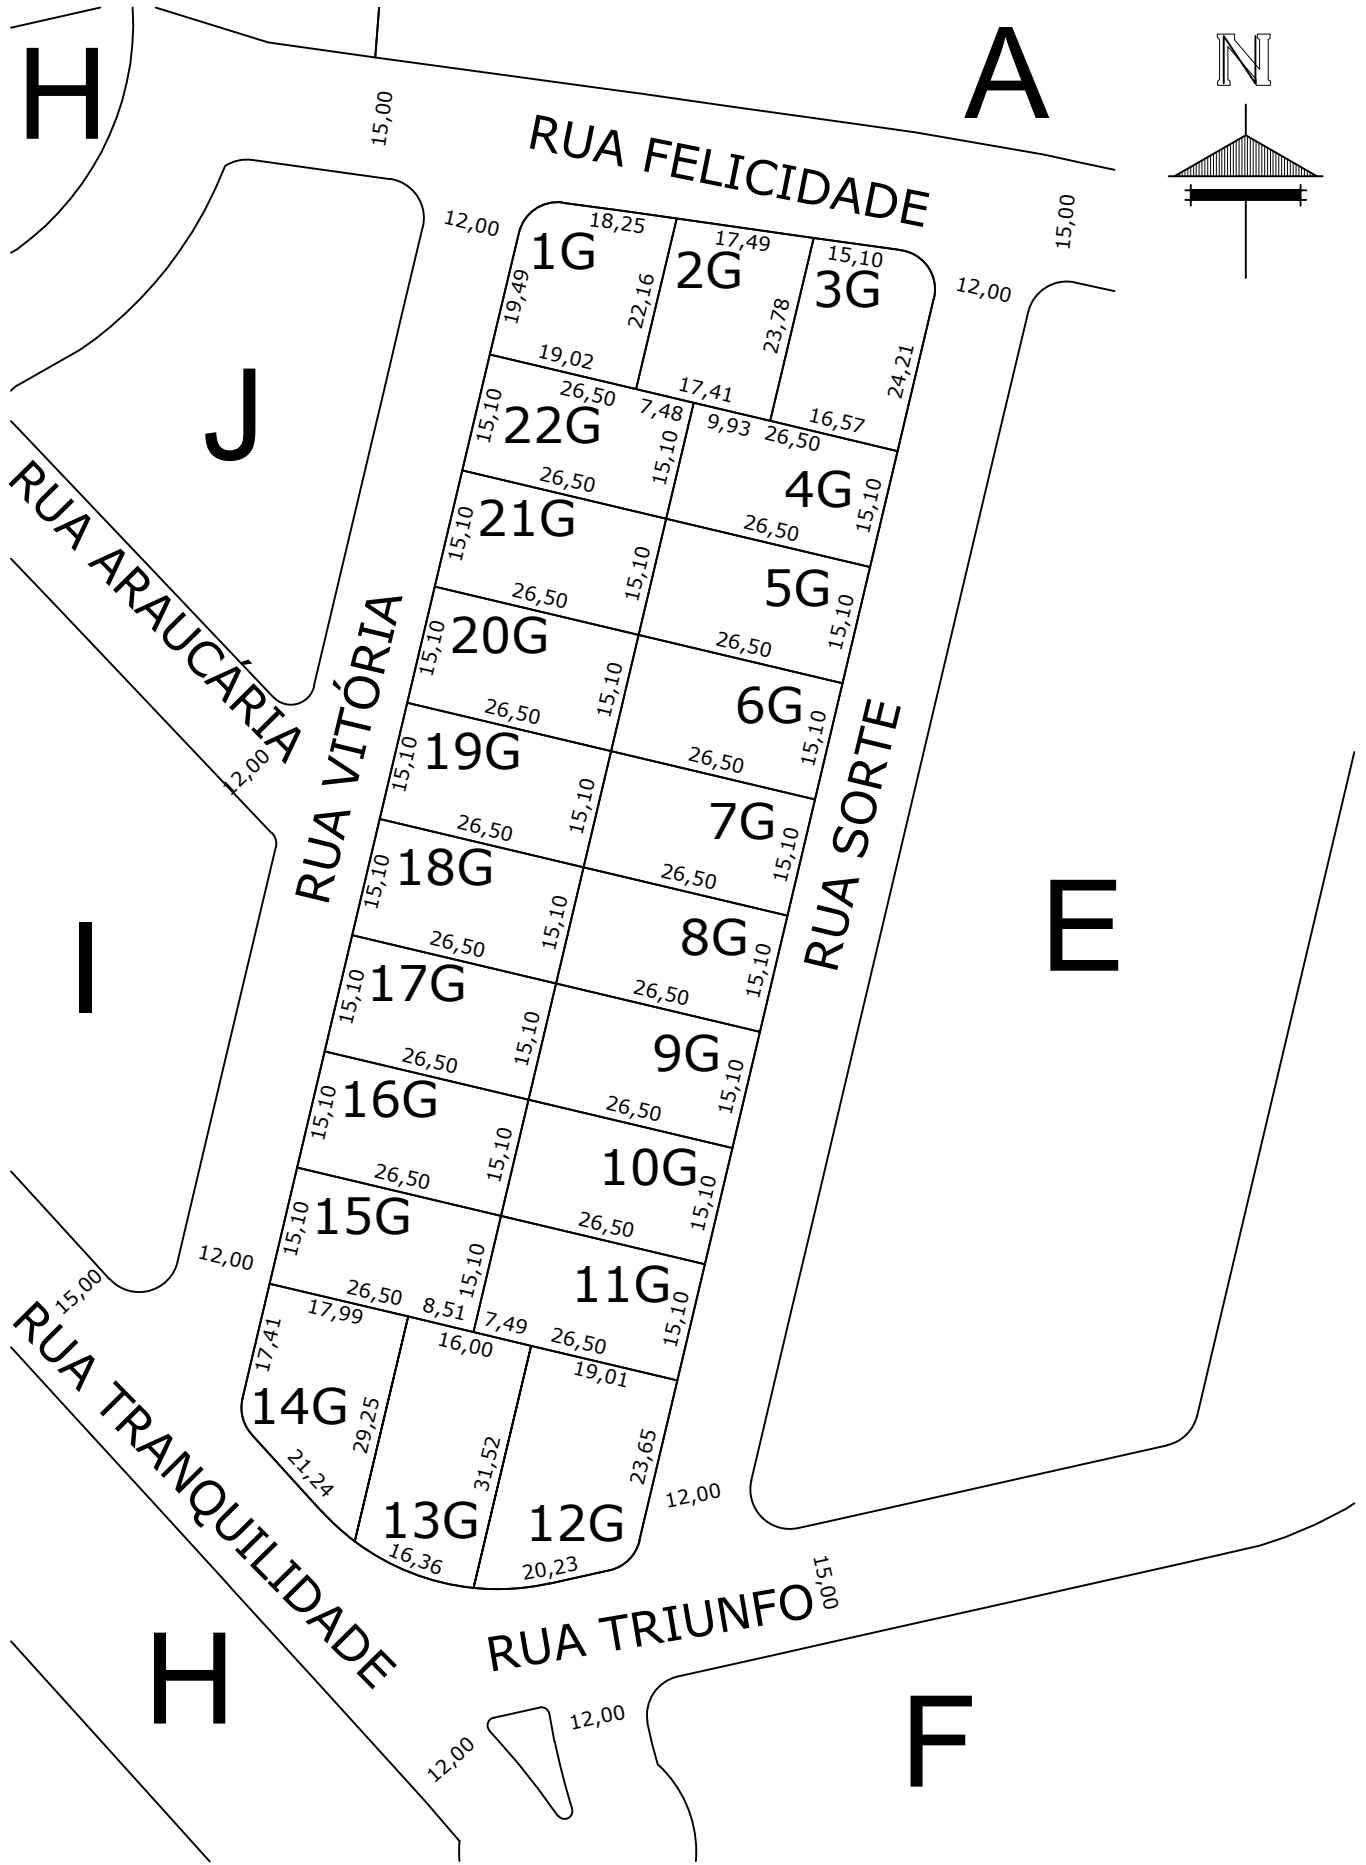 H
A
N
15,00
RUA FELICIDADE
15,00
12,00
18,25
1G
17,49
2G
15,10
3G
12,00
19,49
22,16
23,78
24,21
19,02
17,41
16,57
J
15,10
26,50
7,48
9,93
26,50
22G
15,10
4G
15,10
26,50
26,50
RUA ARAUCÁRIA
15,10
21G
15,10
5G
15,10
26,50
26,50
RUA VITÓRIA
15,10
20G
15,10
6G
15,10
26,50
26,50
RUA SORTE
12,00
15,10
19G
15,10
7G
15,10
26,50
26,50
15,10
18G
15,10
8G
15,10
26,50
26,50
I
E
15,10
17G
15,10
9G
15,10
26,50
26,50
15,10
16G
15,10
10G
15,10
26,50
26,50
15,10
15G
15,10
11G
15,10
12,00
15,00
26,50
8,51
7,49
26,50
17,99
16,00
19,01
17,41
14G
29,25
31,52
23,65
21,24
13G
12G
16,36
20,23
12,00
RUA TRANQUILIDADE
15,00
RUA TRIUNFO
H
12,00
12,00
F